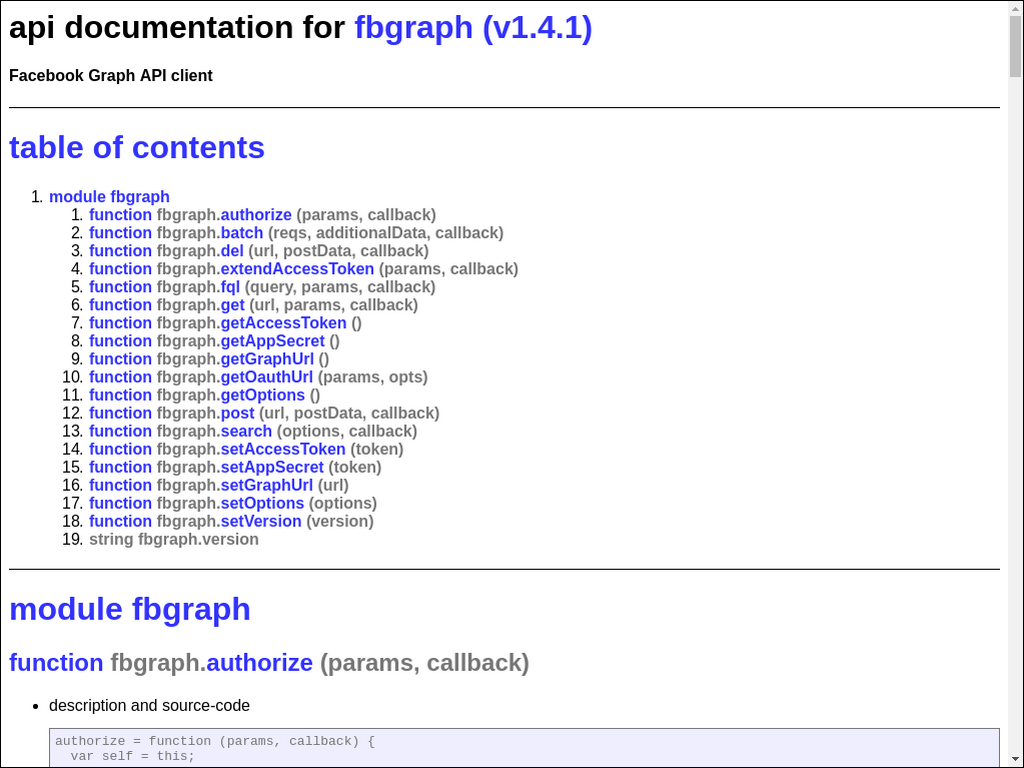 api documentation for fbgraph (v1.4.1)
Facebook Graph API client
table of contents
1. module fbgraph
1. function fbgraph.authorize (params, callback)
2. function fbgraph.batch (reqs, additionalData, callback)
3. function fbgraph.del (url, postData, callback)
4. function fbgraph.extendAccessToken (params, callback)
5. function fbgraph.fql (query, params, callback)
6. function fbgraph.get (url, params, callback)
7. function fbgraph.getAccessToken ()
8. function fbgraph.getAppSecret ()
9. function fbgraph.getGraphUrl ()
10. function fbgraph.getOauthUrl (params, opts)
11. function fbgraph.getOptions ()
12. function fbgraph.post (url, postData, callback)
13. function fbgraph.search (options, callback)
14. function fbgraph.setAccessToken (token)
15. function fbgraph.setAppSecret (token)
16. function fbgraph.setGraphUrl (url)
17. function fbgraph.setOptions (options)
18. function fbgraph.setVersion (version)
19. string fbgraph.version
module fbgraph
function fbgraph.authorize (params, callback)
• description and source-code
authorize = function (params, callback) {
var self = this;